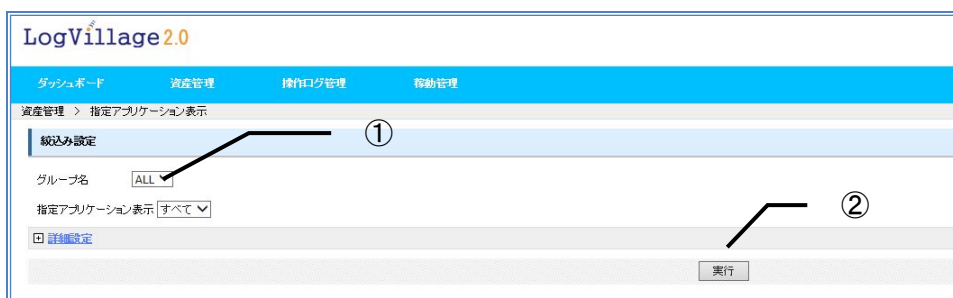 LogVillage 2.0
ダッシュボード 資産管理 操作ログ管理 稼動管理
資産管理 > 指定アプリケーション表示
絞込み設定
①
グループ名 ALL
指定アプリケーション表示 すべて
②
詳細設定
実行